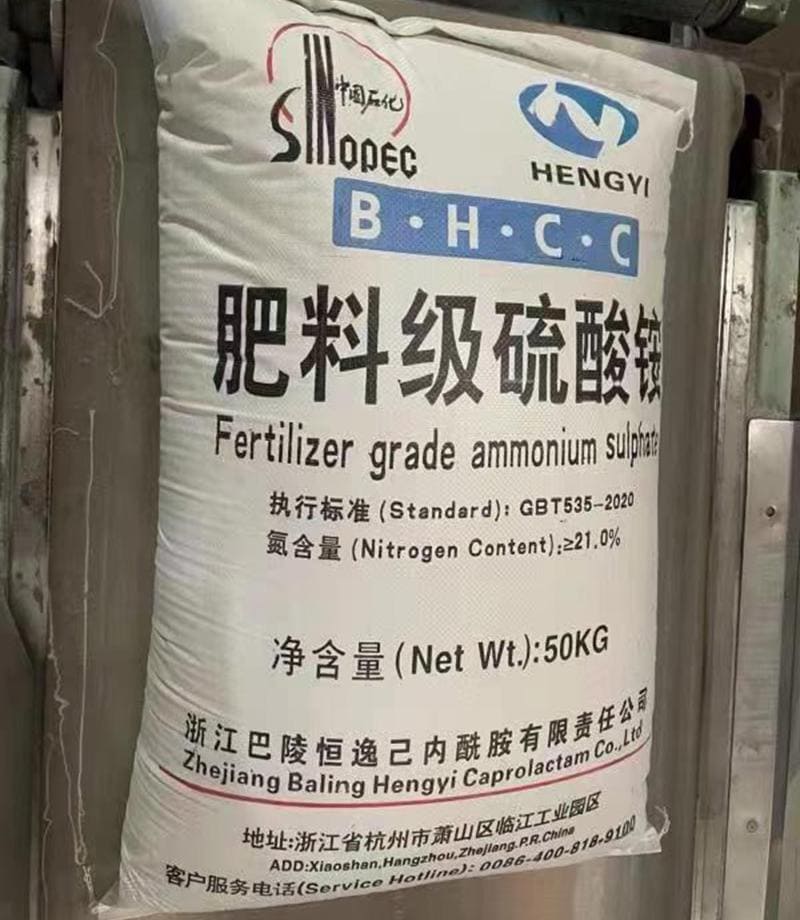 中国石化
SINOPEC
HENGYI
B·H·C·C
肥料级硫酸铵
Fertilizer grade ammonium sulphate
执行标准(Standard): GBT535-2020
氮含量(Nitrogen Content):≥21.0%
净含量(Net Wt.):50KG
浙江巴陵恒逸己内酰胺有限责任公司
Zhejiang Baling Hengyi Caprolactam Co.,Ltd
地址:浙江省杭州市萧山区临江工业园区
ADD:Xiaoshan,Hangzhou,Zhejiang.P.R.China
客户服务电话(Service Hotline): 0086-400-818-9100